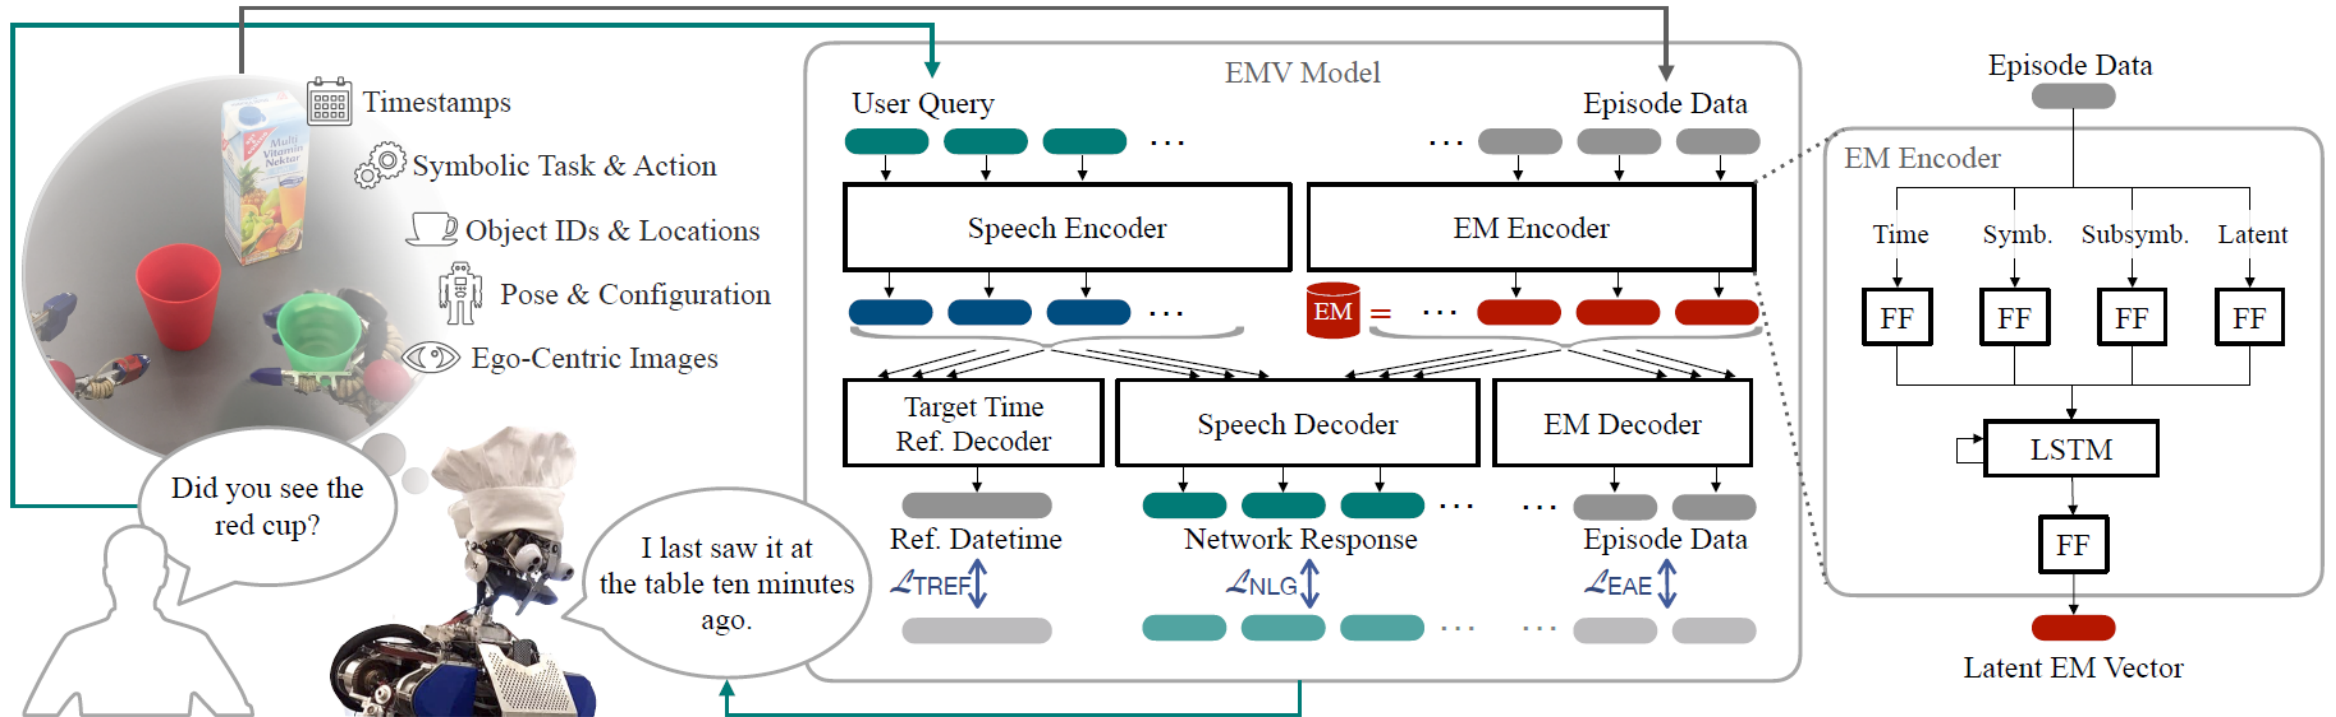 Timestamps
Symbolic Task & Action
Object IDs & Locations
Pose & Configuration
Ego-Centric Images
Multi
Vitamin
Nektar
Did you see the
red cup?
I last saw it at
the table ten minutes
ago.
EMV Model
User Query
Episode Data
...
...
Speech Encoder
EM Encoder
...
EM = ...
Target Time
Ref. Decoder
Speech Decoder
EM Decoder
...
...
Ref. Datetime
Network Response
Episode Data
ℒTREF
ℒNLG
ℒEAE
...
...
Episode Data
EM Encoder
Time
Symb.
Subsymb.
Latent
FF
FF
FF
FF
LSTM
FF
Latent EM Vector